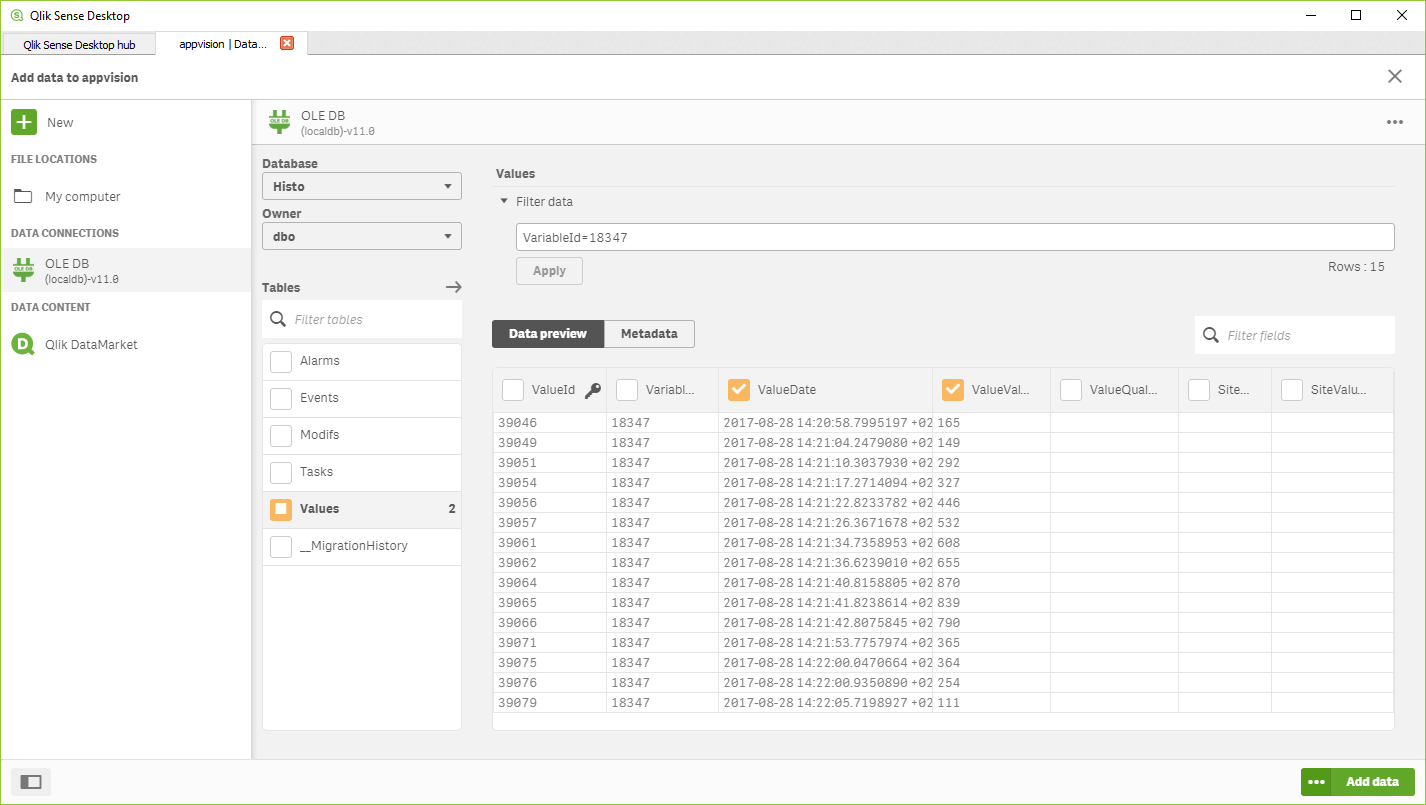 Qlik Sense Desktop
Qlik Sense Desktop hub
appvision | Data...
Add data to appvision
New
FILE LOCATIONS
My computer
DATA CONNECTIONS
OLE DB
OLE DB
(localdb)-v11.0
DATA CONTENT
Qlik DataMarket
OLE DB
OLE DB
(localdb)-v11.0
Database
Histo
Owner
dbo
Tables
Filter tables
Alarms
Events
Modifs
Tasks
Values 2
__MigrationHistory
Values
Filter data
VariableId=18347
Apply
Rows : 15
Data preview Metadata
Filter fields
ValueId Variabl... ValueDate ValueVal... ValueQual... Site... SiteValu...
39046 18347 2017-08-28 14:20:58.7995197 +02 165
39049 18347 2017-08-28 14:21:04.2479080 +02 149
39051 18347 2017-08-28 14:21:10.3037930 +02 292
39054 18347 2017-08-28 14:21:17.2714094 +02 327
39056 18347 2017-08-28 14:21:22.8233782 +02 446
39057 18347 2017-08-28 14:21:26.3671678 +02 532
39061 18347 2017-08-28 14:21:34.7358953 +02 608
39062 18347 2017-08-28 14:21:36.6239010 +02 655
39064 18347 2017-08-28 14:21:40.8158805 +02 870
39065 18347 2017-08-28 14:21:41.8238614 +02 839
39066 18347 2017-08-28 14:21:42.8075845 +02 790
39071 18347 2017-08-28 14:21:53.7757974 +02 365
39075 18347 2017-08-28 14:22:00.0470664 +02 364
39076 18347 2017-08-28 14:22:00.9350890 +02 254
39079 18347 2017-08-28 14:22:05.7198927 +02 111
Add data